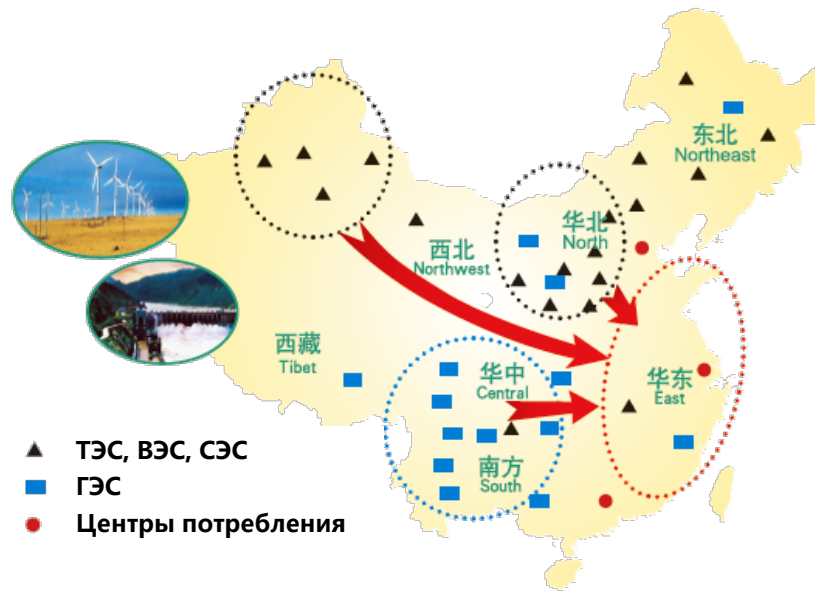 东北
Northeast
华北
North
西北
Northwest
西藏
Tibet
华中
Central
华东
East
南方
South
ТЭС, ВЭС, СЭС
ГЭС
Центры потребления